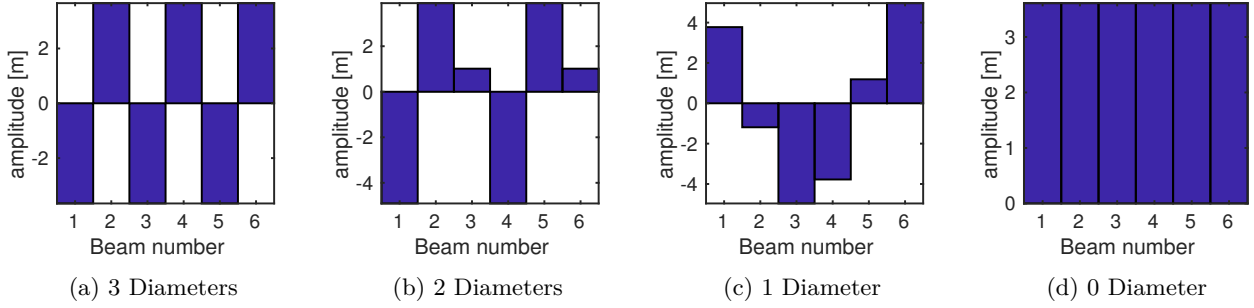 amplitude [m]
2
0
-2
1 2 3 4 5 6
Beam number
(a) 3 Diameters
amplitude [m]
2
0
-2
-4
1 2 3 4 5 6
Beam number
(b) 2 Diameters
amplitude [m]
4
2
0
-2
-4
1 2 3 4 5 6
Beam number
(c) 1 Diameter
amplitude [m]
3
2
1
0
1 2 3 4 5 6
Beam number
(d) 0 Diameter